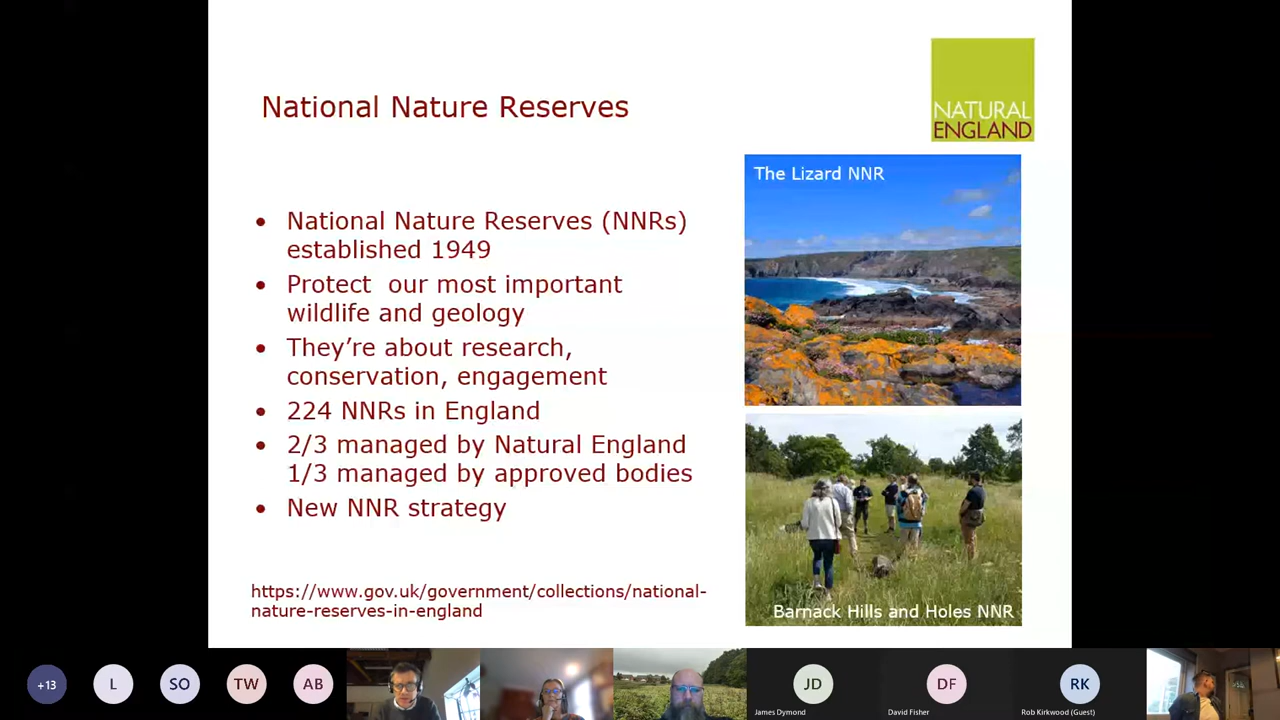 National Nature Reserves
NATURAL
ENGLAND
• National Nature Reserves (NNRs)
established 1949
• Protect  our most important
wildlife and geology
• They’re about research,
conservation, engagement
• 224 NNRs in England
• 2/3 managed by Natural England
1/3 managed by approved bodies
• New NNR strategy
https://www.gov.uk/government/collections/national-
nature-reserves-in-england
The Lizard NNR
Barnack Hills and Holes NNR
+13
L
SO
TW
AB
JD
James Dymond
DF
David Fisher
RK
Rob Kirkwood (Guest)